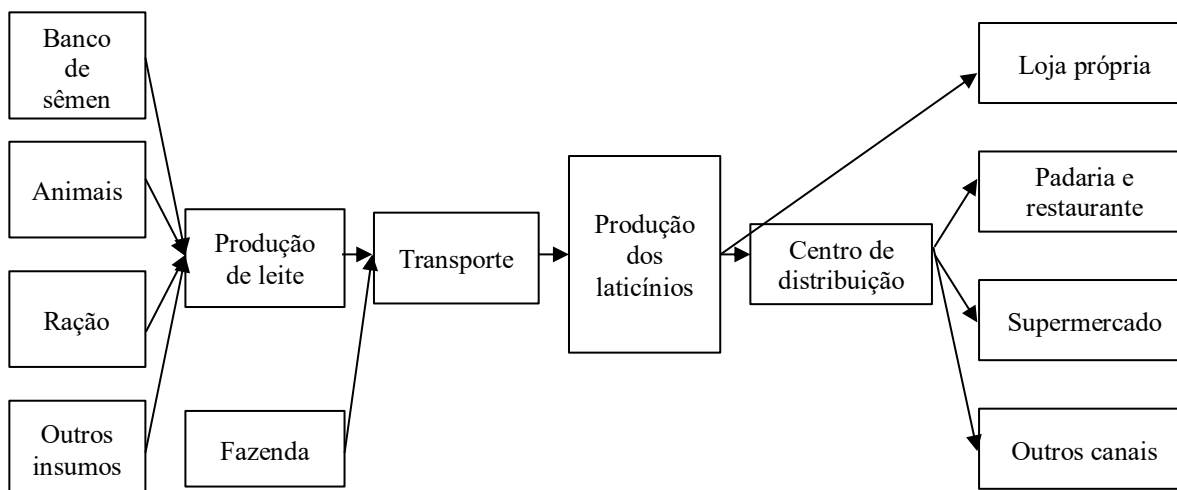 Banco
de
sêmen
Animais
Ração
Outros
insumos
Produção
de leite
Fazenda
Transporte
Produção
dos
laticínios
Centro de
distribuição
Loja própria
Padaria e
restaurante
Supermercado
Outros canais